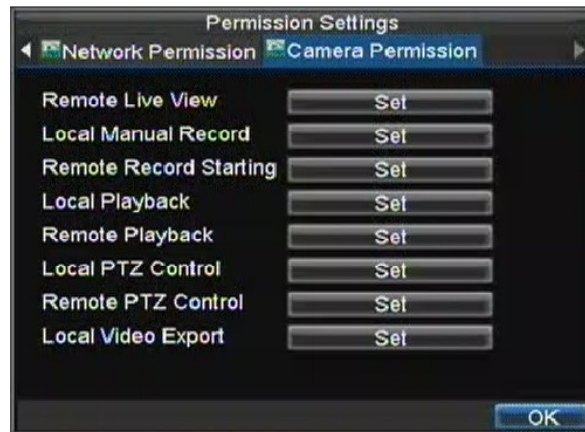 Permission Settings
Network Permission Camera Permission
Remote Live View Set
Local Manual Record Set
Remote Record Starting Set
Local Playback Set
Remote Playback Set
Local PTZ Control Set
Remote PTZ Control Set
Local Video Export Set
OK